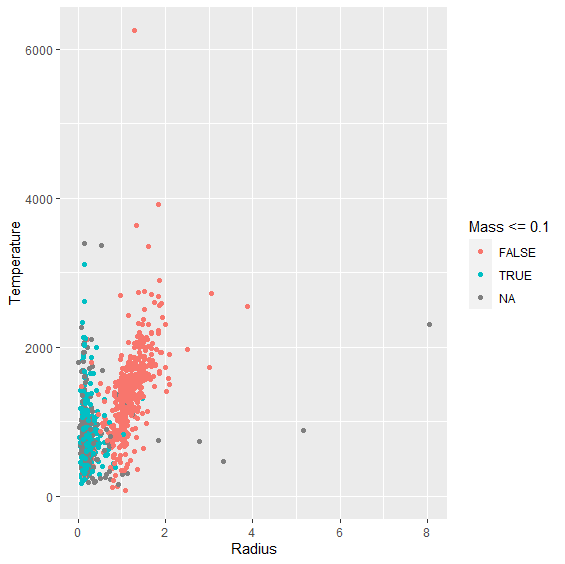 6000
4000
2000
0
Temperature
0
2
4
6
8
Radius
Mass <= 0.1
FALSE
TRUE
NA